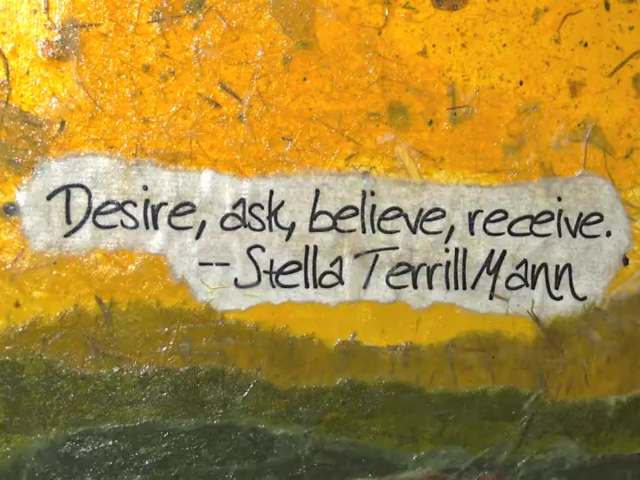 Desire, ask, believe, receive.
--Stella Terrill Mann